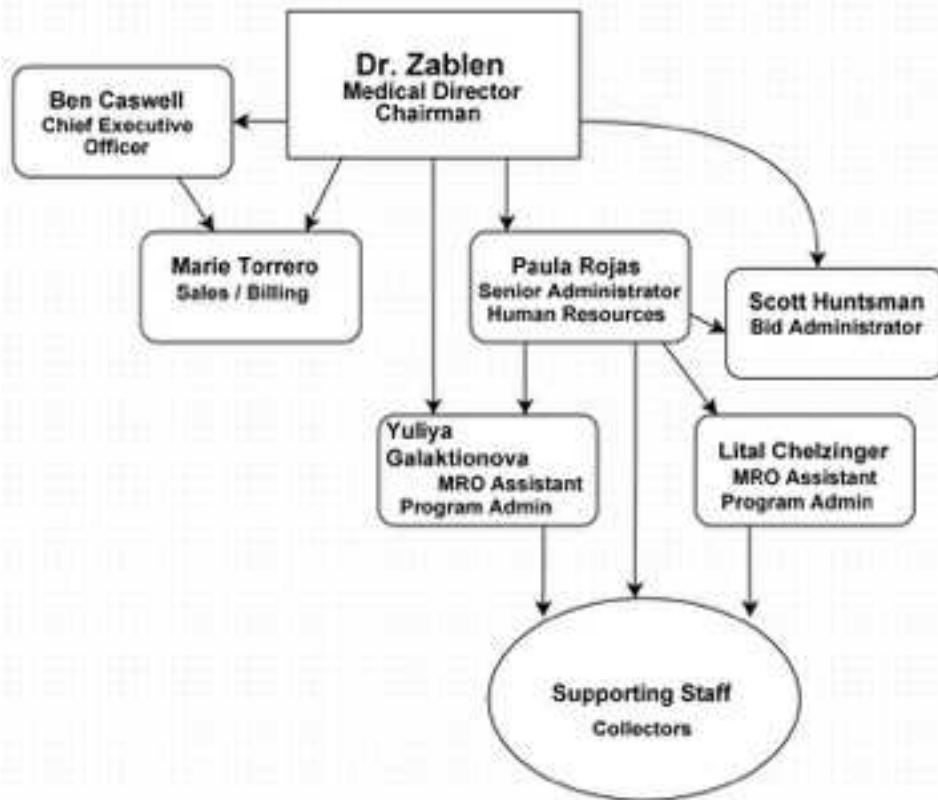 Dr. Zablen
Medical Director
Chairman
Ben Caswell
Chief Executive
Officer
Marie Torrero
Sales / Billing
Paula Rojas
Senior Administrator
Human Resources
Scott Huntsman
Bid Administrator
Yuliya
Galaktionova
MRO Assistant
Program Admin
Lital Chelzinger
MRO Assistant
Program Admin
Supporting Staff
Collectors